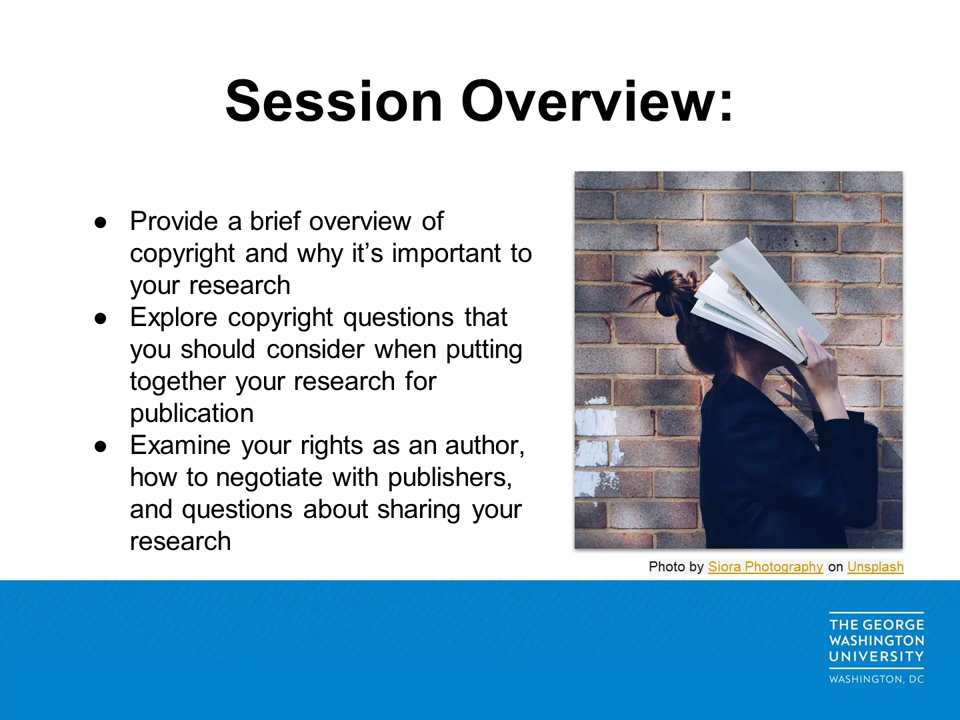 Session Overview:
● Provide a brief overview of
copyright and why it’s important to
your research
● Explore copyright questions that
you should consider when putting
together your research for
publication
● Examine your rights as an author,
how to negotiate with publishers,
and questions about sharing your
research
Photo by Siora Photography on Unsplash
THE GEORGE
WASHINGTON
UNIVERSITY
WASHINGTON, DC